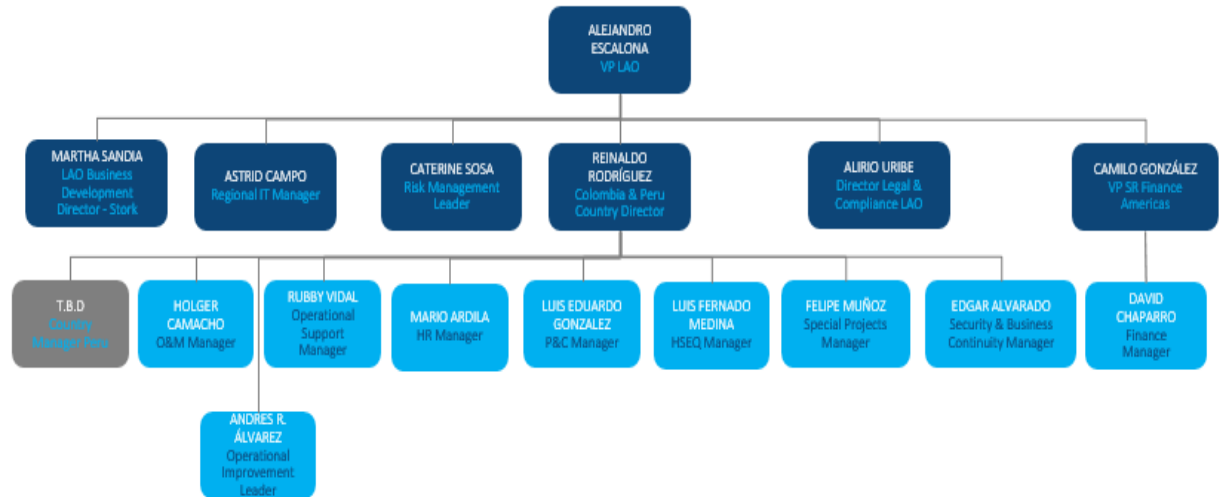 ALEJANDRO
ESCALONA
VP LAO
MARTHA SANDIA
LAO Business
Development
Director - Stork
ASTRID CAMPO
Regional IT Manager
CATERINE SOSA
Risk Management
Leader
REINALDO
RODRÍGUEZ
Colombia & Peru
Country Director
ALIRIO URIBE
Director Legal &
Compliance LAO
CAMILO GONZÁLEZ
VP SR Finance
Americas
T.B.D
Country
Manager Peru
HOLGER
CAMACHO
O&M Manager
RUBBY VIDAL
Operational
Support
Manager
MARIO ARDILA
HR Manager
LUIS EDUARDO
GONZALEZ
P&C Manager
LUIS FERNADO
MEDINA
HSEQ Manager
FELIPE MUÑOZ
Special Projects
Manager
EDGAR ALVARADO
Security & Business
Continuity Manager
DAVID
CHAPARRO
Finance
Manager
ANDRES R.
ÁLVAREZ
Operational
Improvement
Leader